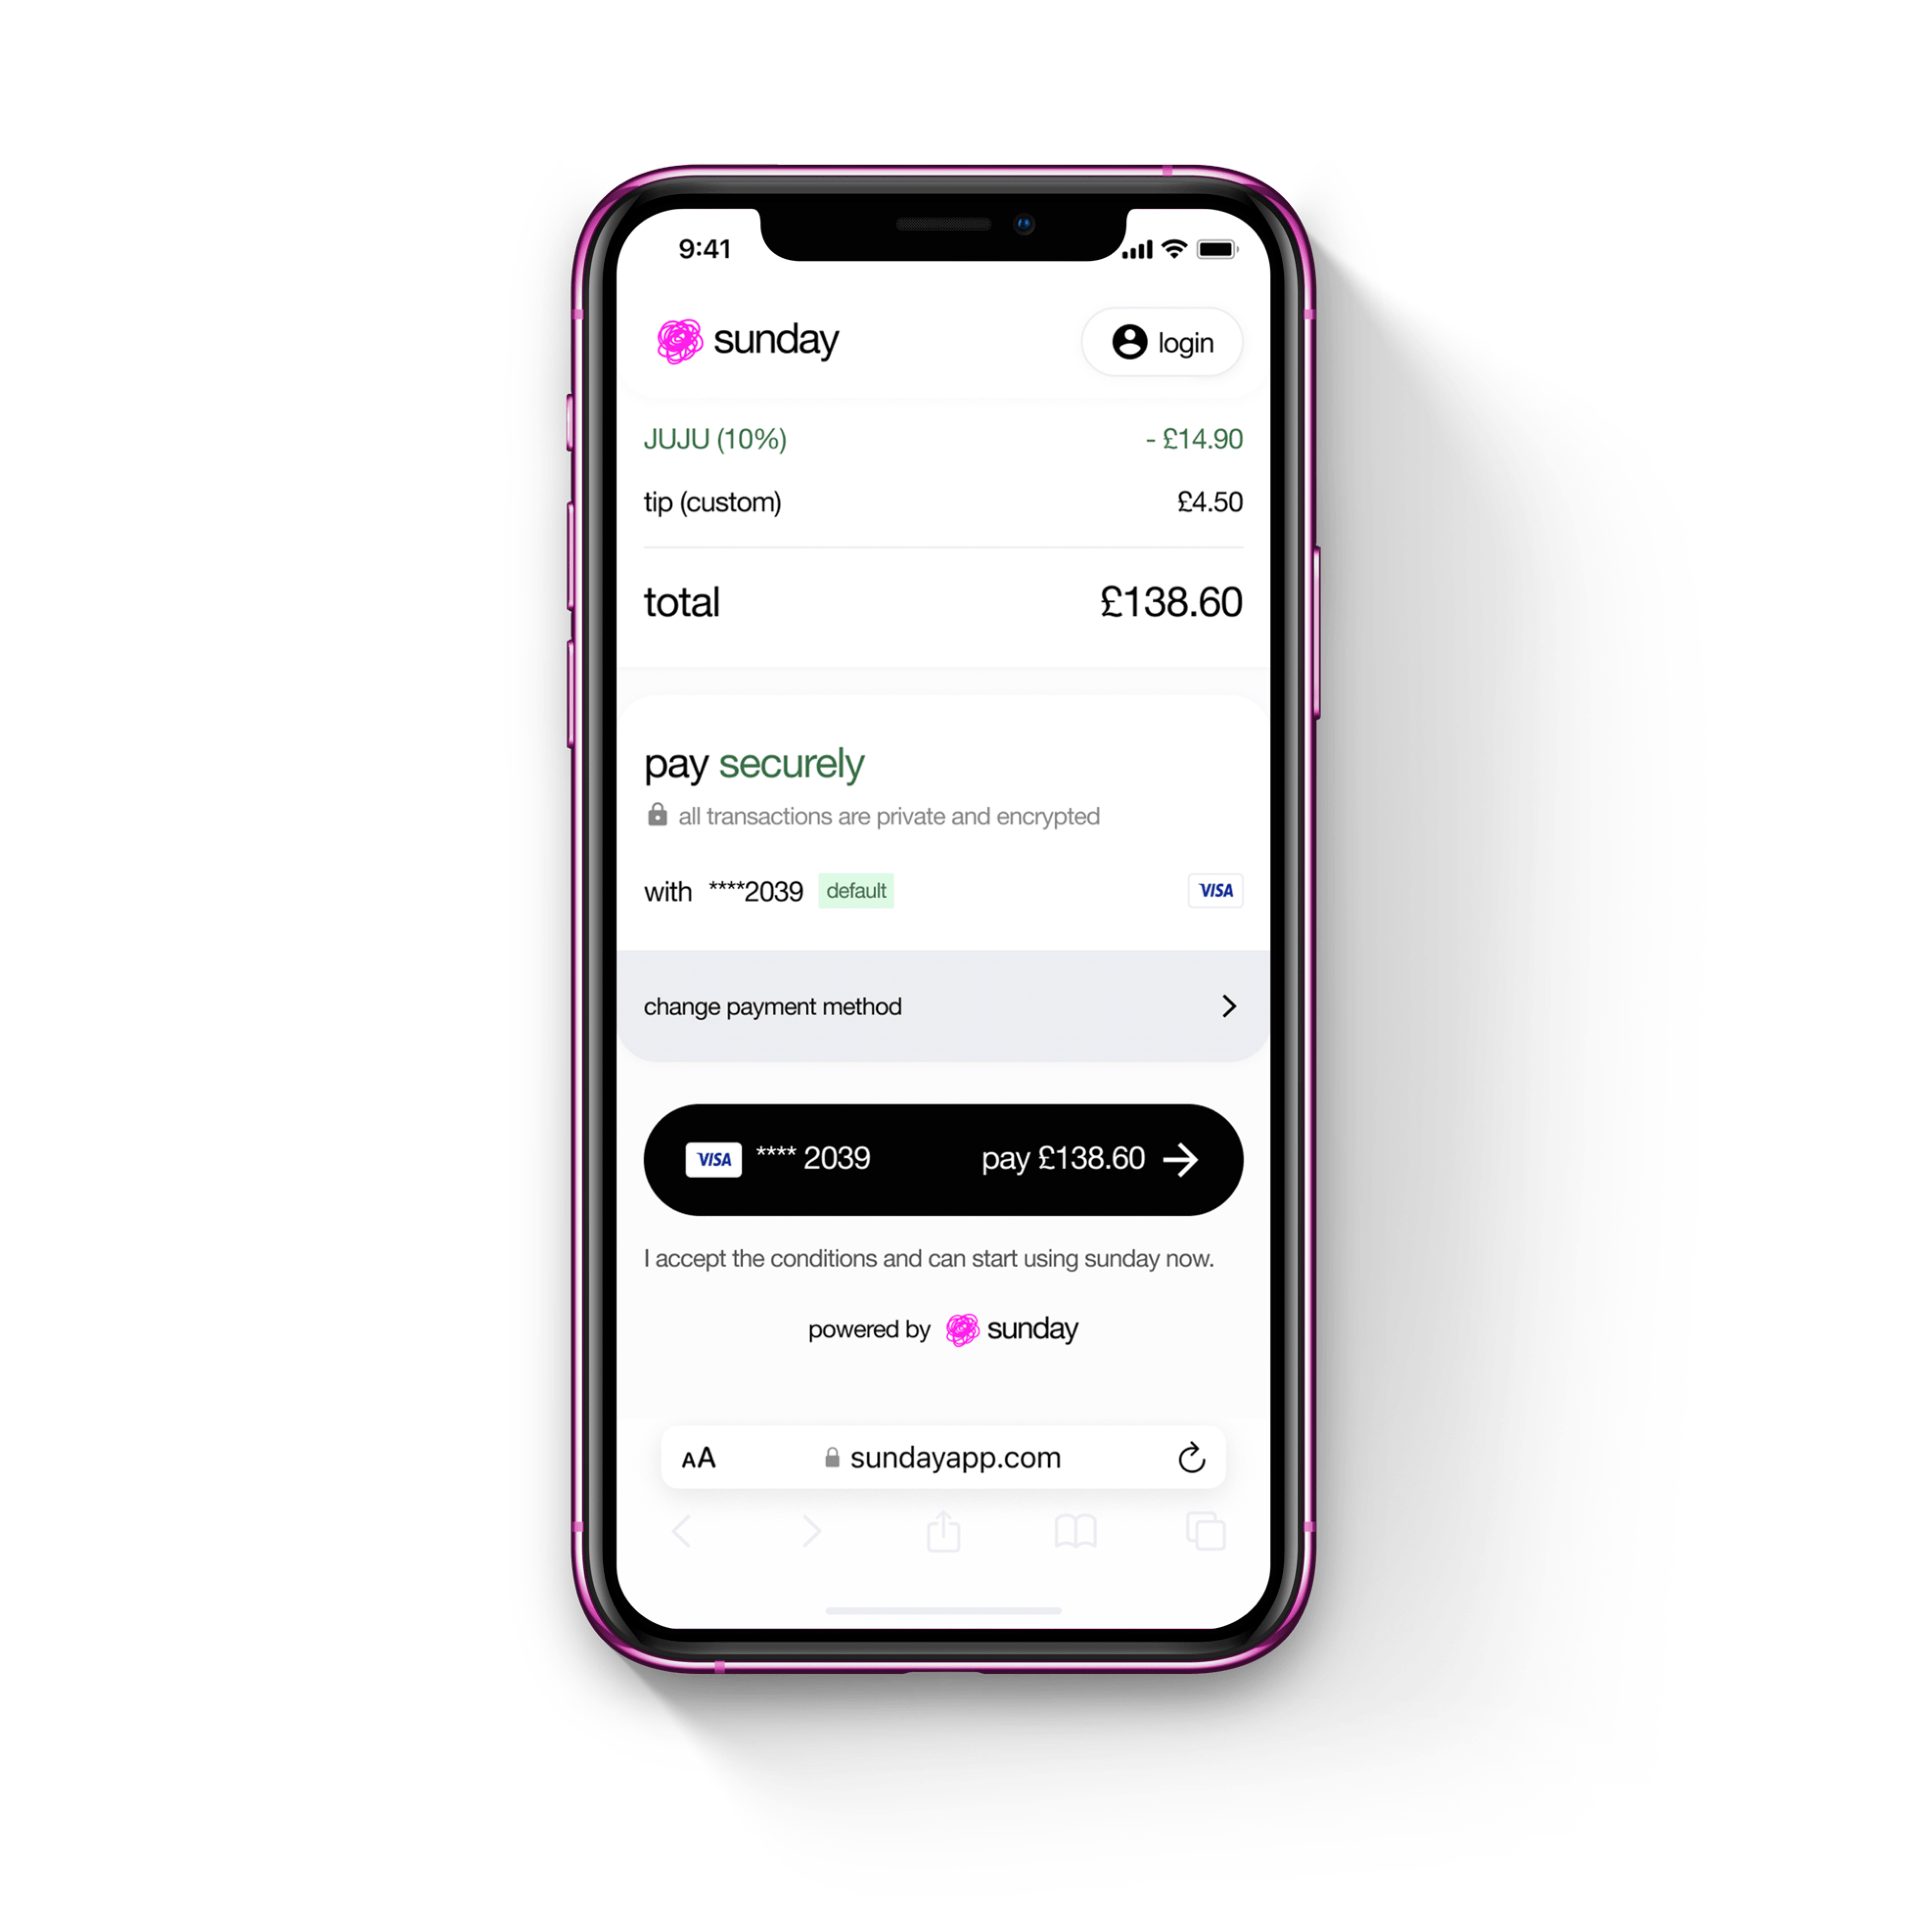 9:41
sunday login
JUJU (10%) - £14.90
tip (custom) £4.50
total £138.60
pay securely
all transactions are private and encrypted
with ****2039 default VISA
change payment method
VISA **** 2039 pay £138.60
I accept the conditions and can start using sunday now.
powered by sunday
AA sundayapp.com